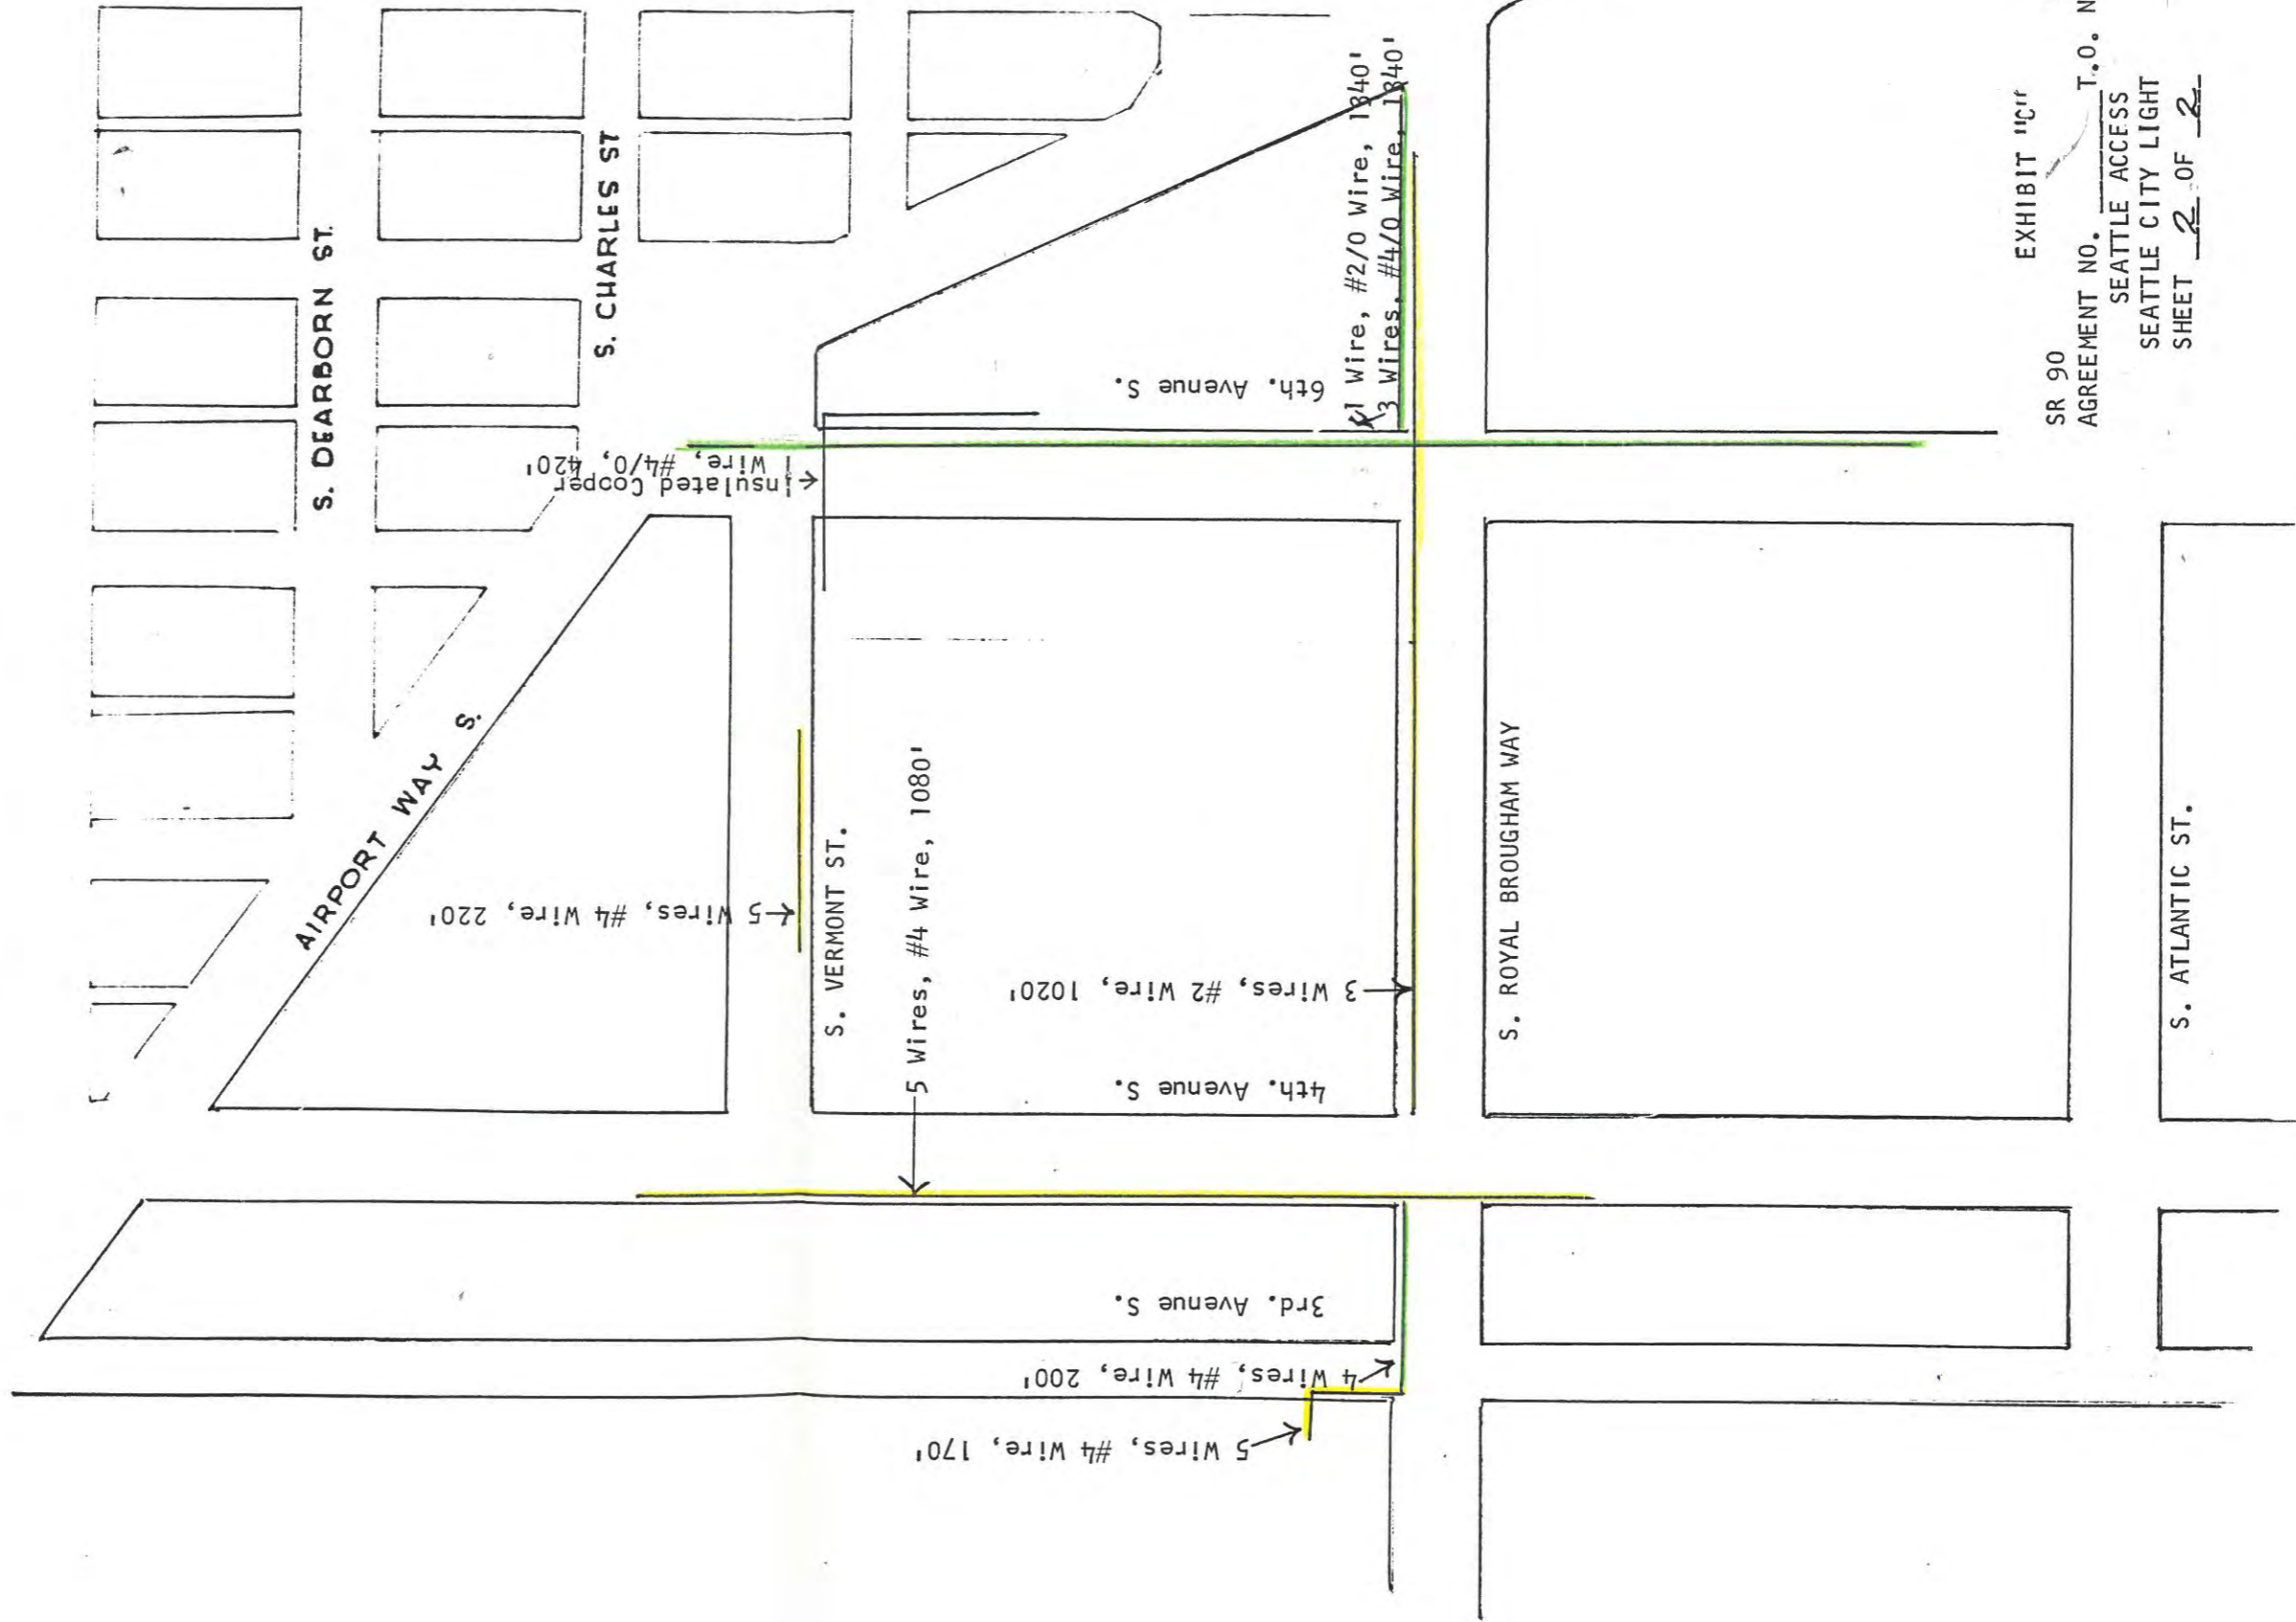 S. DEARBORN ST.
S. CHARLES ST
AIRPORT WAY S.
Insulated Copper
1 Wire, #4/0, 420'
6th. Avenue S.
1 Wire, #2/0 Wire, 1840'
3 Wires, #4/0 Wire, 1840'
5 Wires, #4 Wire, 220'
S. VERMONT ST.
5 Wires, #4 Wire, 1080'
3 Wires, #2 Wire, 1020'
4th. Avenue S.
S. ROYAL BROUGHAM WAY
S. ATLANTIC ST.
3rd. Avenue S.
4 Wires, #4 Wire, 200'
5 Wires, #4 Wire, 170'
EXHIBIT "C"
SR 90
AGREEMENT NO. T.O. N
SEATTLE ACCESS
SEATTLE CITY LIGHT
SHEET 2 OF 2